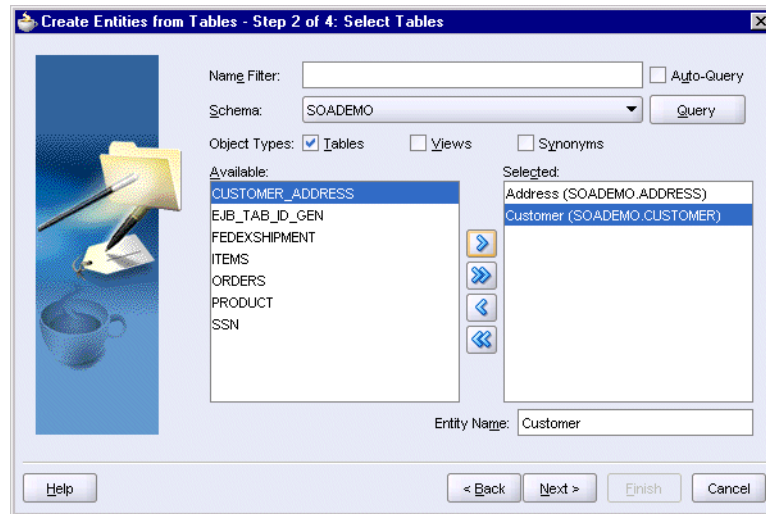 Create Entities from Tables - Step 2 of 4: Select Tables
Name Filter: Auto-Query
Schema: SOADEMO Query
Object Types: Tables Views Synonyms
Available: Selected:
CUSTOMER_ADDRESS Address (SOADEMO.ADDRESS)
EJB_TAB_ID_GEN Customer (SOADEMO.CUSTOMER)
FEDEXSHIPMENT
ITEMS
ORDERS
PRODUCT
SSN
Entity Name: Customer
Help < Back Next > Finish Cancel